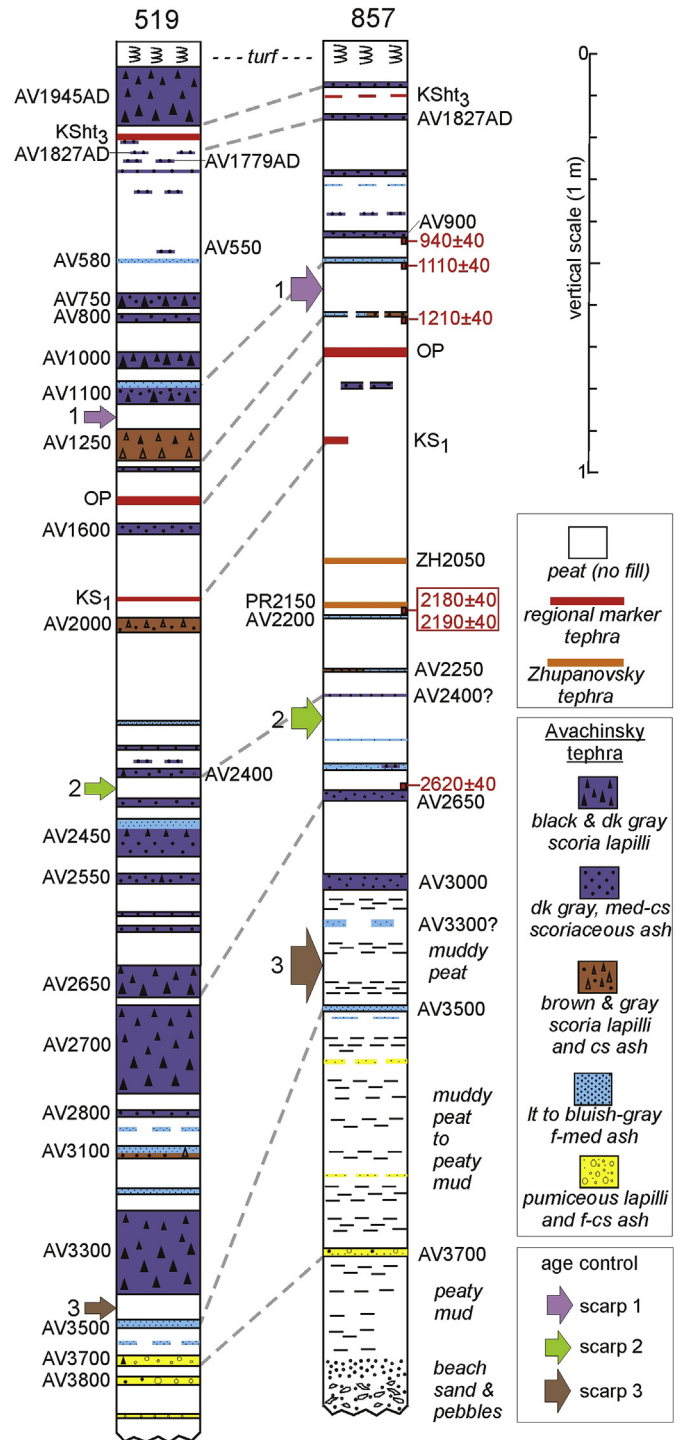 519
857
--- turf ---
0
vertical scale (1 m)
1
AV1945AD
KSht3
AV1827AD
AV1779AD
AV550
AV580
AV750
AV800
AV1000
AV1100
1
AV1250
OP
AV1600
KS1
AV2000
AV2400
2
AV2450
AV2550
AV2650
AV2700
AV2800
AV3100
AV3300
3
AV3500
AV3700
AV3800
KSht3
AV1827AD
AV900
940±40
1110±40
1
1210±40
OP
KS1
ZH2050
PR2150
2180±40
AV2200
2190±40
AV2250
AV2400?
2
2620±40
AV2650
AV3000
AV3300?
muddy
peat
3
AV3500
muddy
peat
to
peaty
mud
AV3700
peaty
mud
beach
sand &
pebbles
peat (no fill)
regional marker
tephra
Zhupanovsky
tephra
Avachinsky
tephra
black & dk gray
scoria lapilli
dk gray, med-cs
scoriaceous ash
brown & gray
scoria lapilli
and cs ash
lt to bluish-gray
f-med ash
pumiceous lapilli
and f-cs ash
age control
scarp 1
scarp 2
scarp 3